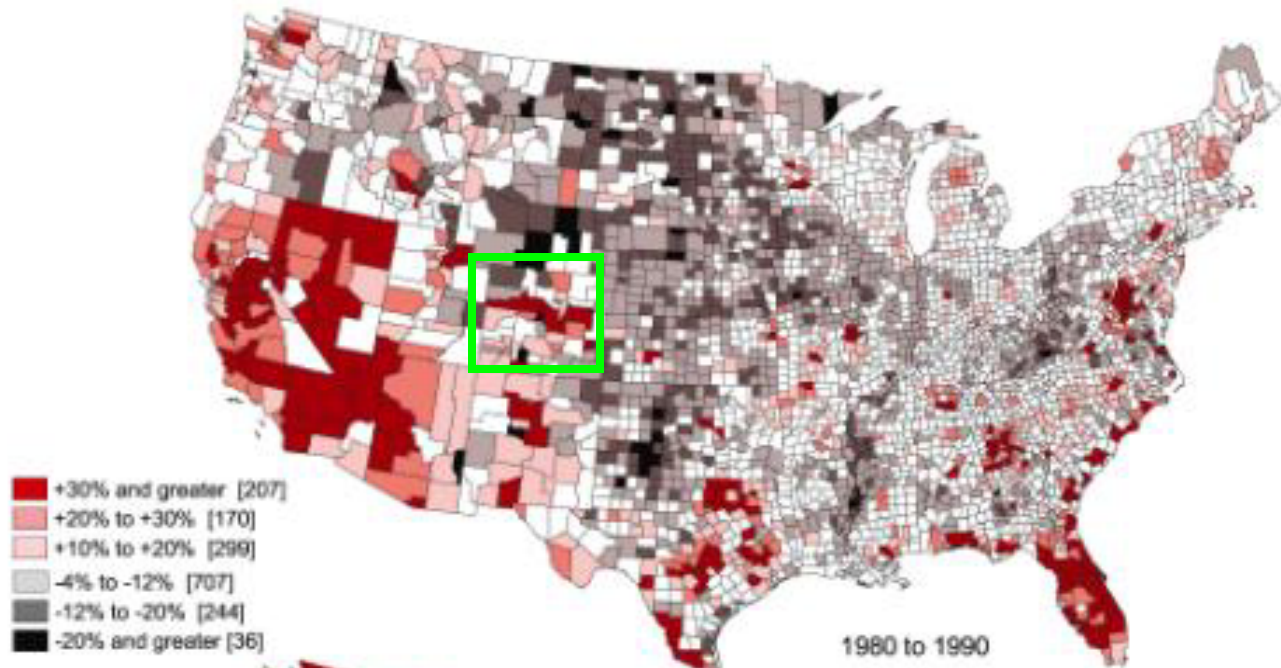 +30% and greater [207]
+20% to +30% [170]
+10% to +20% [299]
-4% to -12% [707]
-12% to -20% [244]
-20% and greater [36]
1980 to 1990